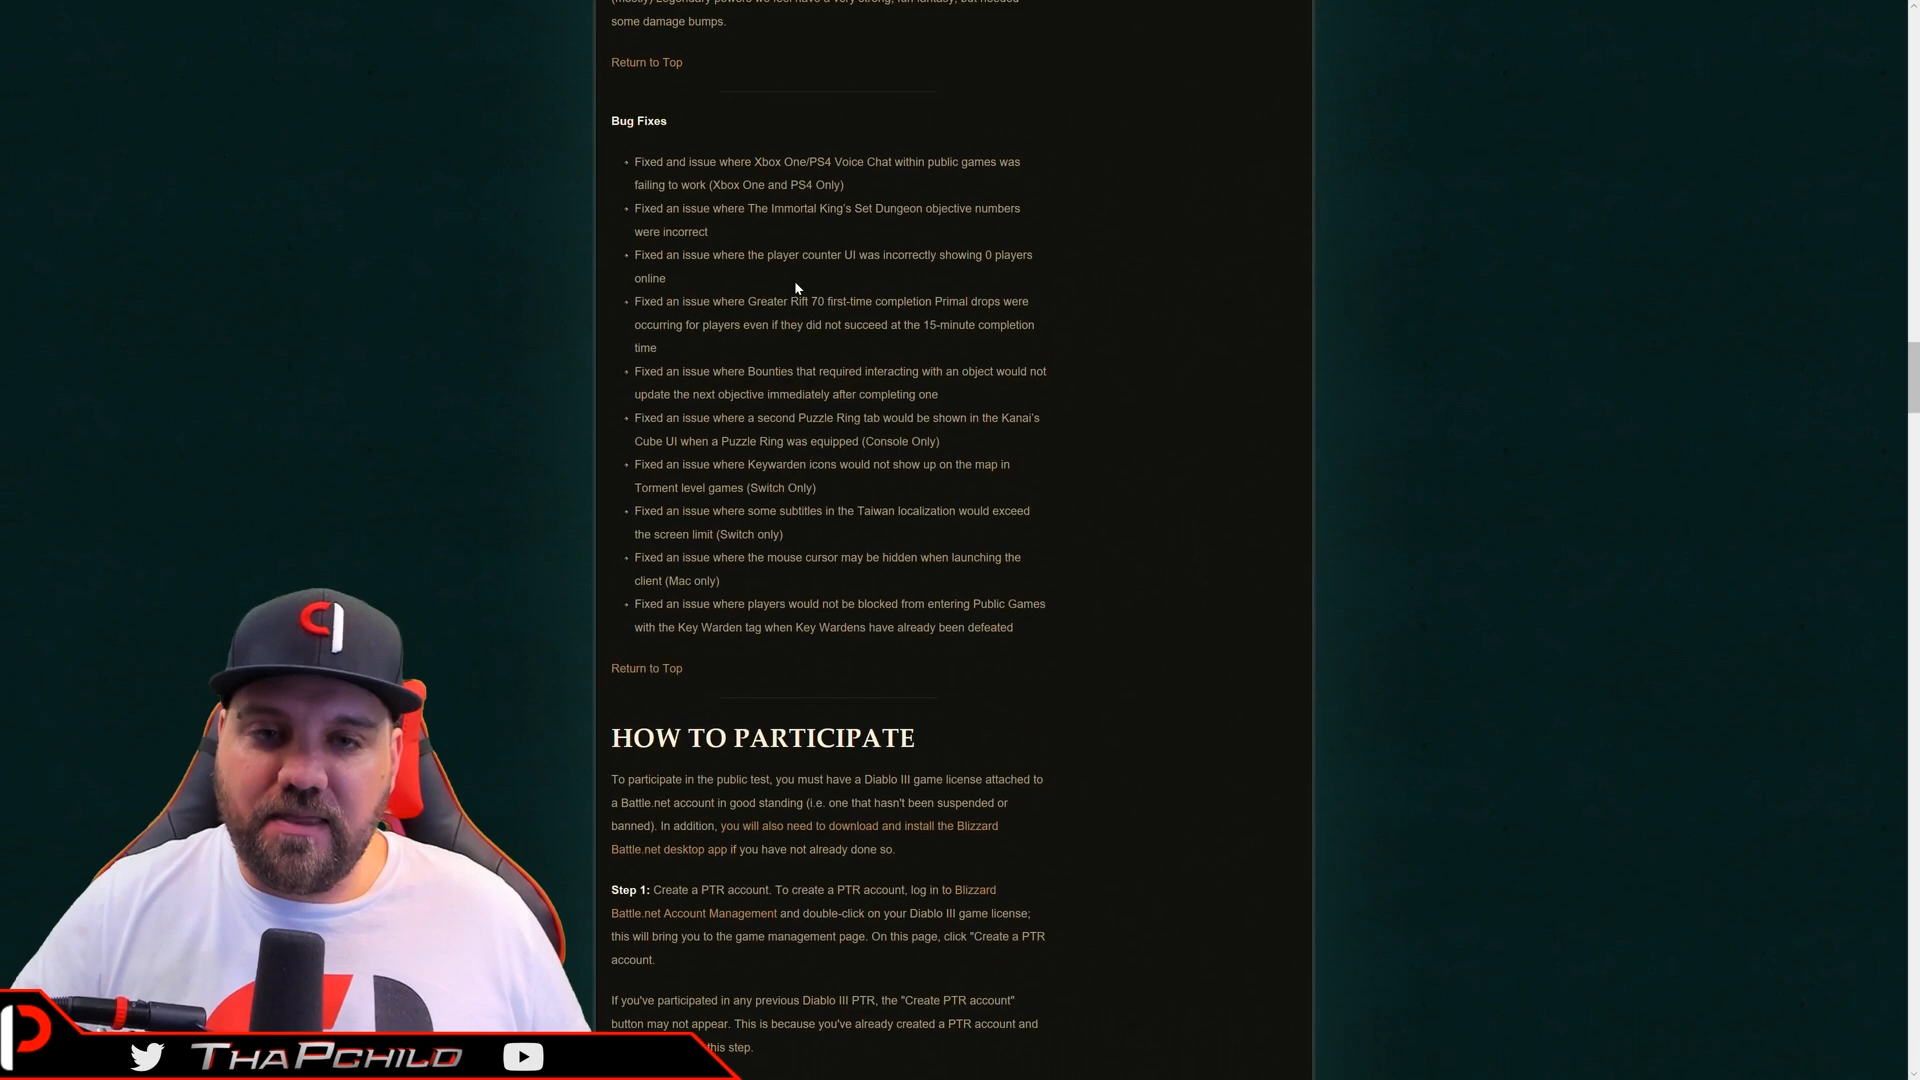 (mostly) Legendary powers we feel have a very strong, fun fantasy, but needed
some damage bumps.
Return to Top
Bug Fixes
Fixed and issue where Xbox One/PS4 Voice Chat within public games was
failing to work (Xbox One and PS4 Only)
Fixed an issue where The Immortal King's Set Dungeon objective numbers
were incorrect
Fixed an issue where the player counter UI was incorrectly showing 0 players
online
Fixed an issue where Greater Rift 70 first-time completion Primal drops were
occurring for players even if they did not succeed at the 15-minute completion
time
Fixed an issue where Bounties that required interacting with an object would not
update the next objective immediately after completing one
Fixed an issue where a second Puzzle Ring tab would be shown in the Kanai's
Cube UI when a Puzzle Ring was equipped (Console Only)
Fixed an issue where Keywarden icons would not show up on the map in
Torment level games (Switch Only)
Fixed an issue where some subtitles in the Taiwan localization would exceed
the screen limit (Switch only)
Fixed an issue where the mouse cursor may be hidden when launching the
client (Mac only)
Fixed an issue where players would not be blocked from entering Public Games
with the Key Warden tag when Key Wardens have already been defeated
Return to Top
HOW TO PARTICIPATE
To participate in the public test, you must have a Diablo III game license attached to
a Battle.net account in good standing (i.e. one that hasn't been suspended or
banned). In addition, you will also need to download and install the Blizzard
Battle.net desktop app if you have not already done so.
Step 1: Create a PTR account. To create a PTR account, log in to Blizzard
Battle.net Account Management and double-click on your Diablo III game license;
this will bring you to the game management page. On this page, click "Create a PTR
account.
If you've participated in any previous Diablo III PTR, the "Create PTR account"
button may not appear. This is because you've already created a PTR account and
this step.
THAPCHILD